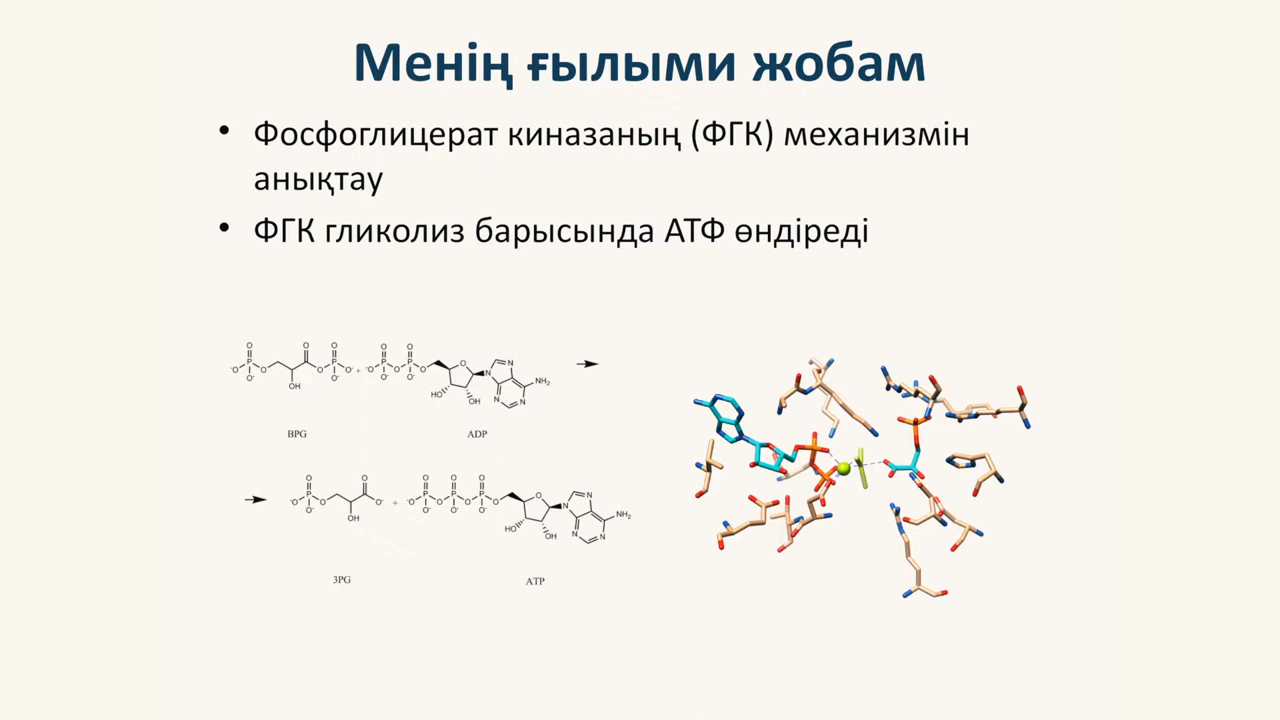 Менің ғылыми жобам
• Фосфоглицерат киназаның (ФГК) механизмін
анықтау
• ФГК гликолиз барысында АТФ өндіреді
BPG
ADP
3PG
ATP